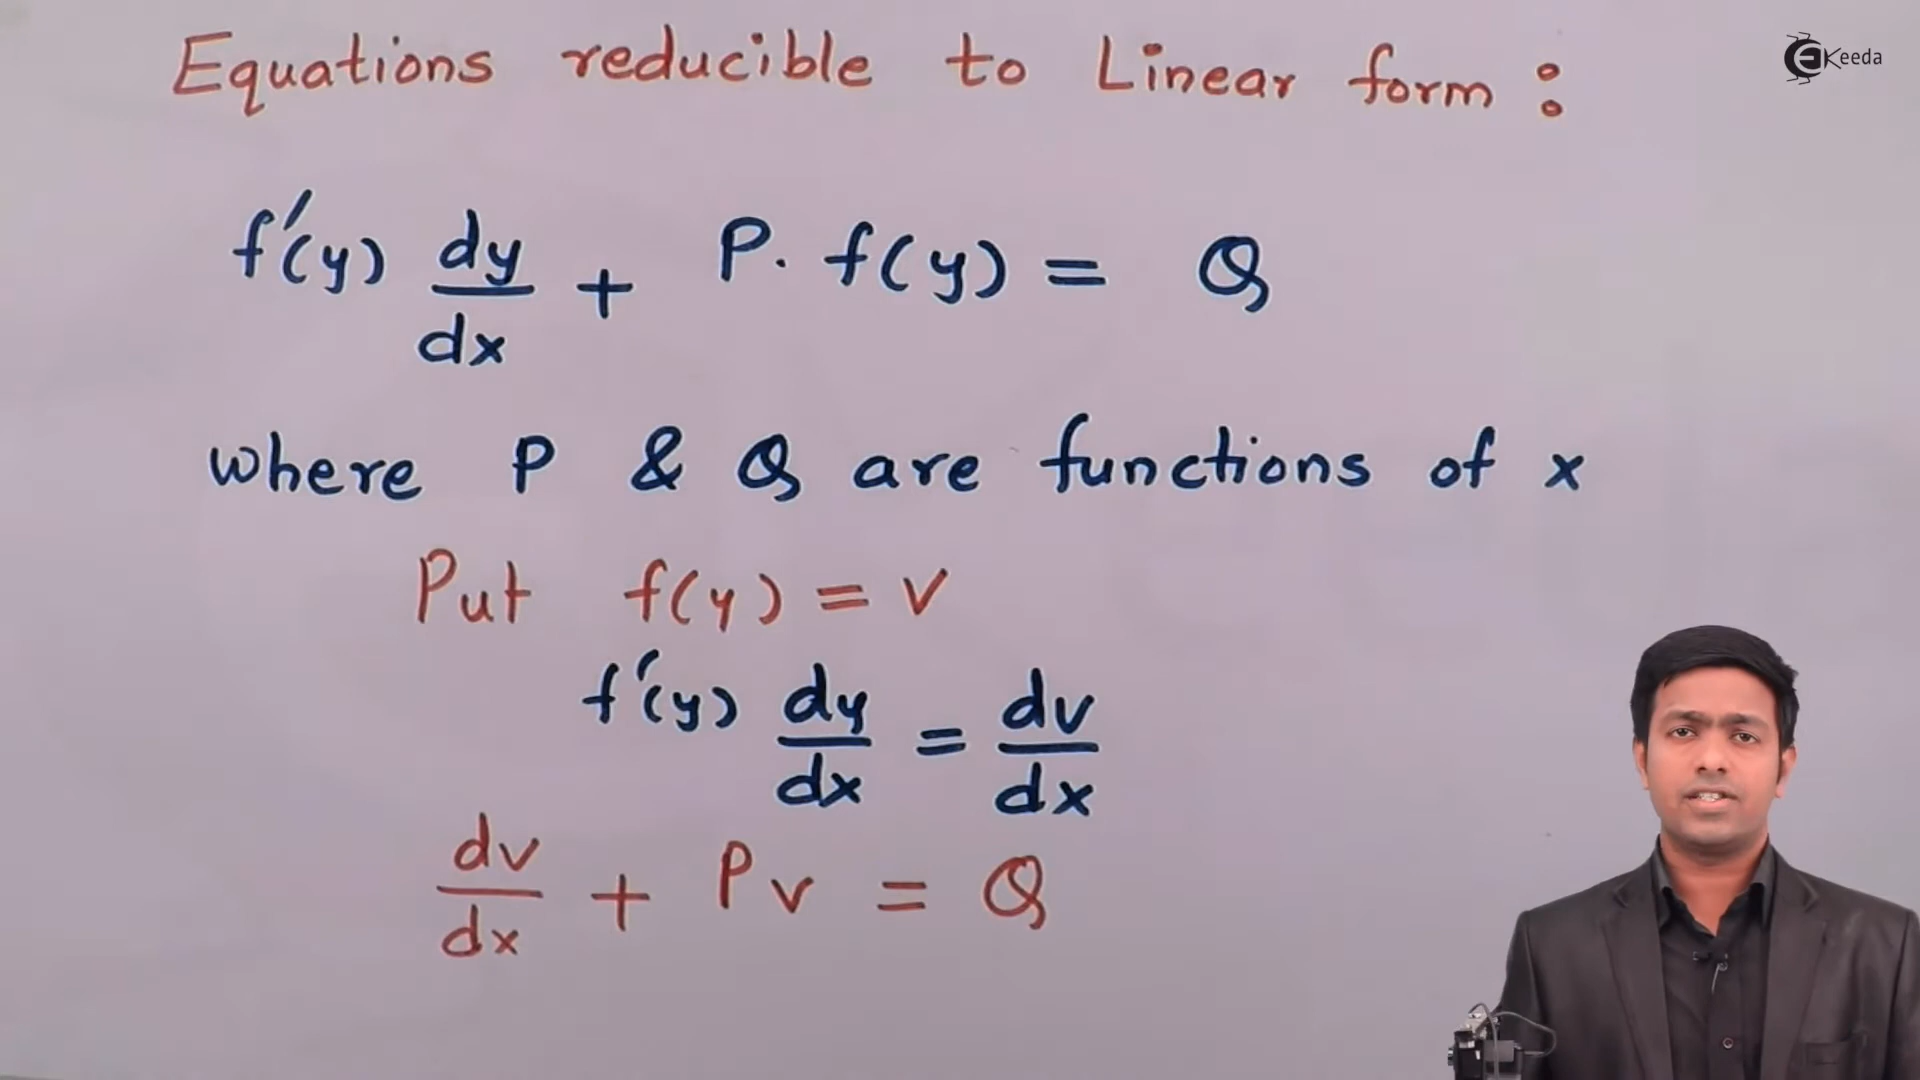 Equations reducible to Linear form :
EKeeda
f'(y) dy/dx + P. f(y) = Q
where P & Q are functions of x
Put f(y) = v
f'(y) dy/dx = dv/dx
dv/dx + Pv = Q